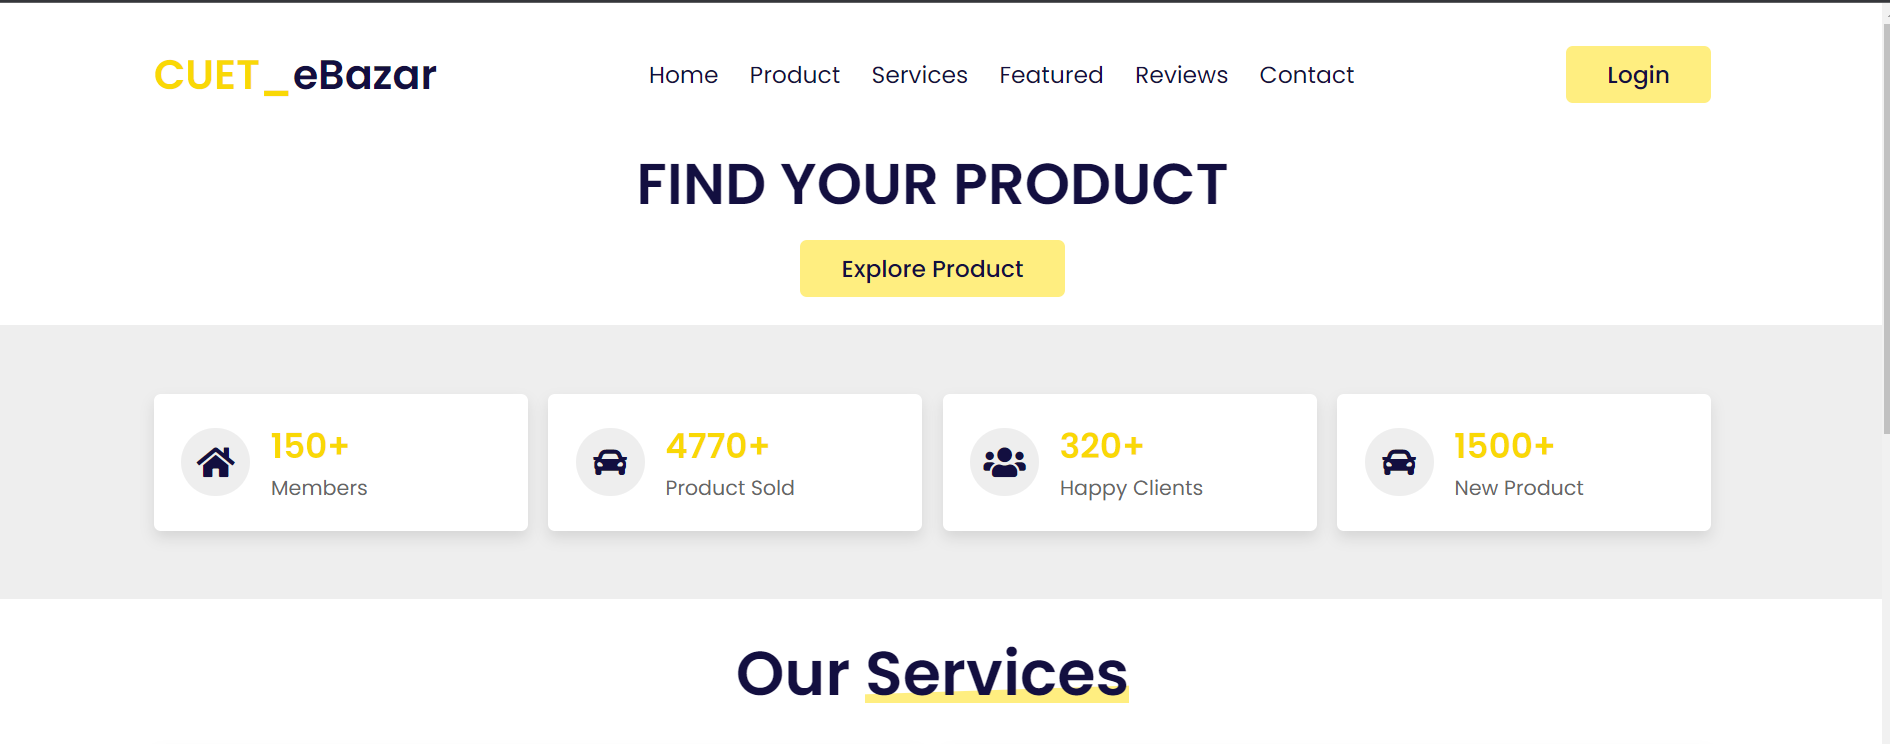 CUET_eBazar
Home Product Services Featured Reviews Contact
Login
FIND YOUR PRODUCT
Explore Product
150+
Members
4770+
Product Sold
320+
Happy Clients
1500+
New Product
Our Services